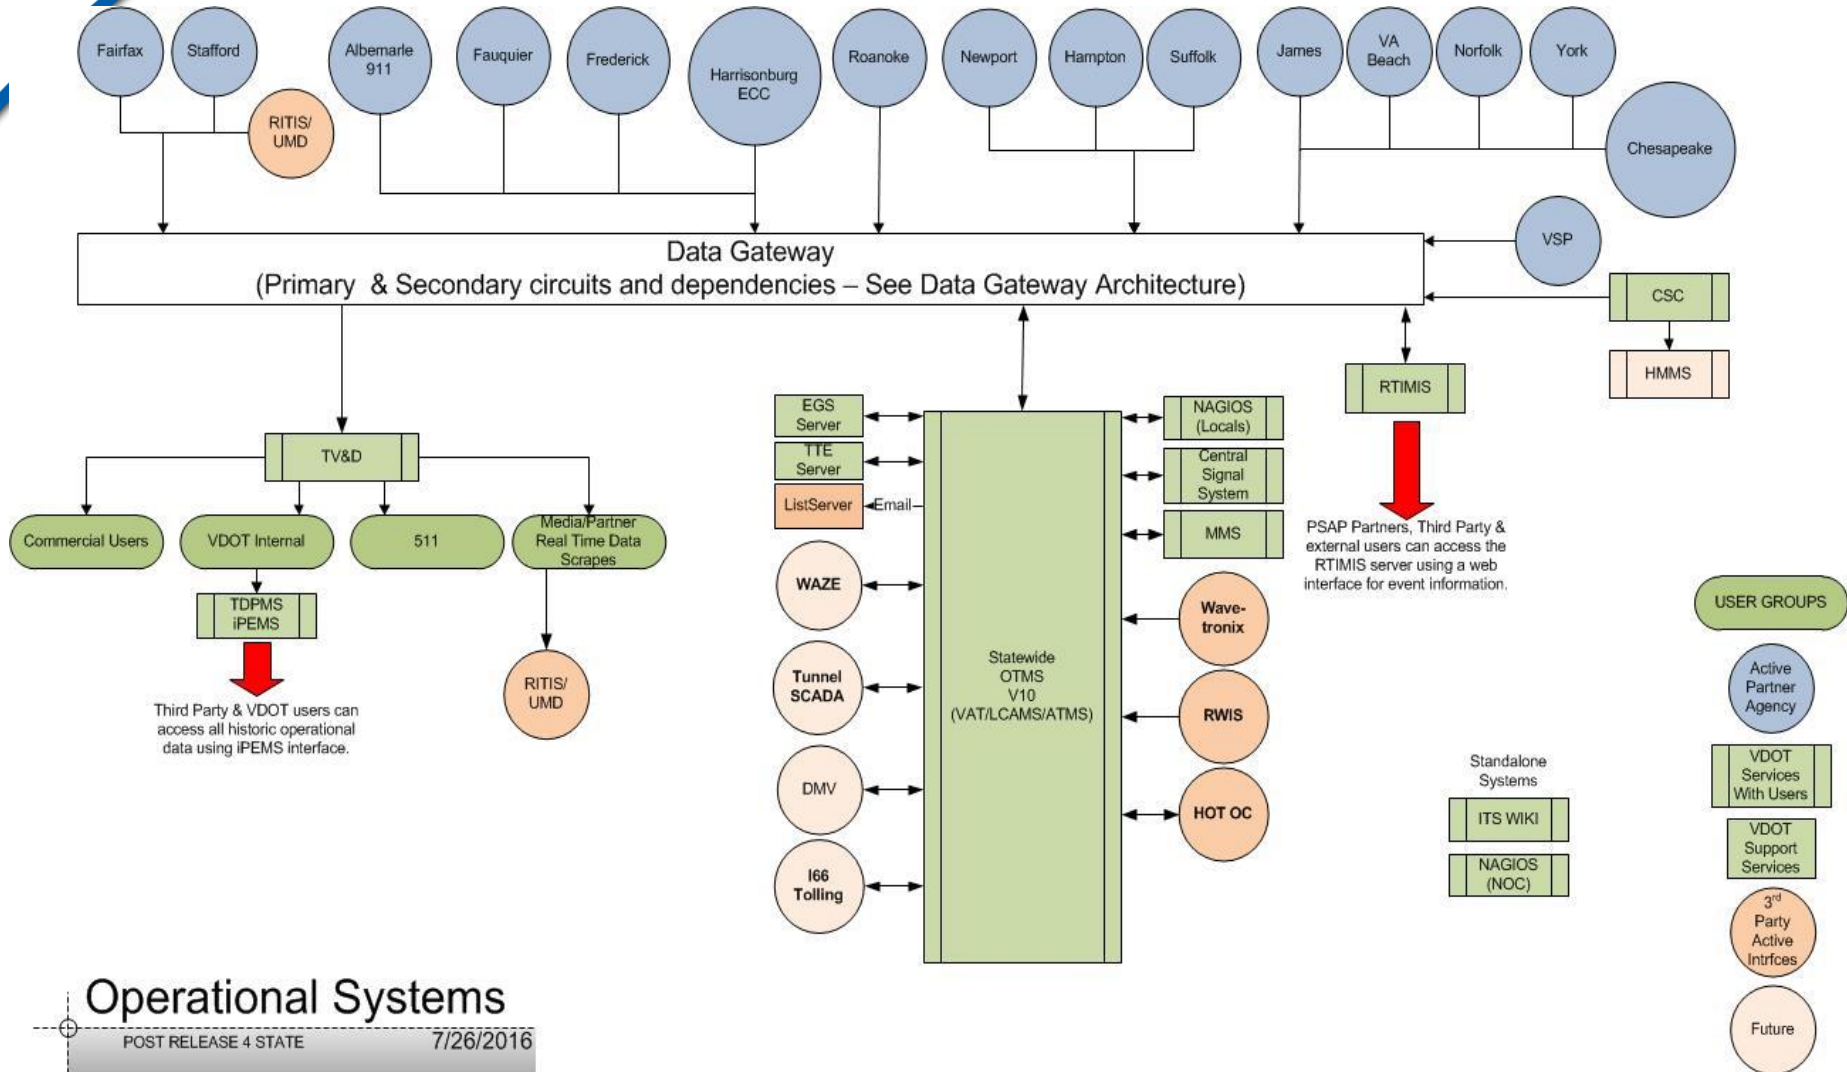 Fairfax
Stafford
RITIS/
UMD
Albemarle
911
Fauquier
Frederick
Harrisonburg
ECC
Roanoke
Newport
Hampton
Suffolk
James
VA
Beach
Norfolk
York
Chesapeake
VSP
Data Gateway
(Primary & Secondary circuits and dependencies – See Data Gateway Architecture)
CSC
HMMS
RTIMIS
PSAP Partners, Third Party &
external users can access the
RTIMIS server using a web
interface for event information.
TV&D
Commercial Users
VDOT Internal
511
Media/Partner
Real Time Data
Scrapes
TDPMS
iPEMS
Third Party & VDOT users can
access all historic operational
data using iPEMS interface.
RITIS/
UMD
EGS
Server
TTE
Server
ListServer
Email
WAZE
Tunnel
SCADA
DMV
I66
Tolling
Statewide
OTMS
V10
(VAT/LCAMS/ATMS)
NAGIOS
(Locals)
Central
Signal
System
MMS
Wave-
tronix
RWIS
HOT OC
Standalone
Systems
ITS WIKI
NAGIOS
(NOC)
USER GROUPS
Active
Partner
Agency
VDOT
Services
With Users
VDOT
Support
Services
3rd
Party
Active
Intrfces
Future
Operational Systems
POST RELEASE 4 STATE 7/26/2016